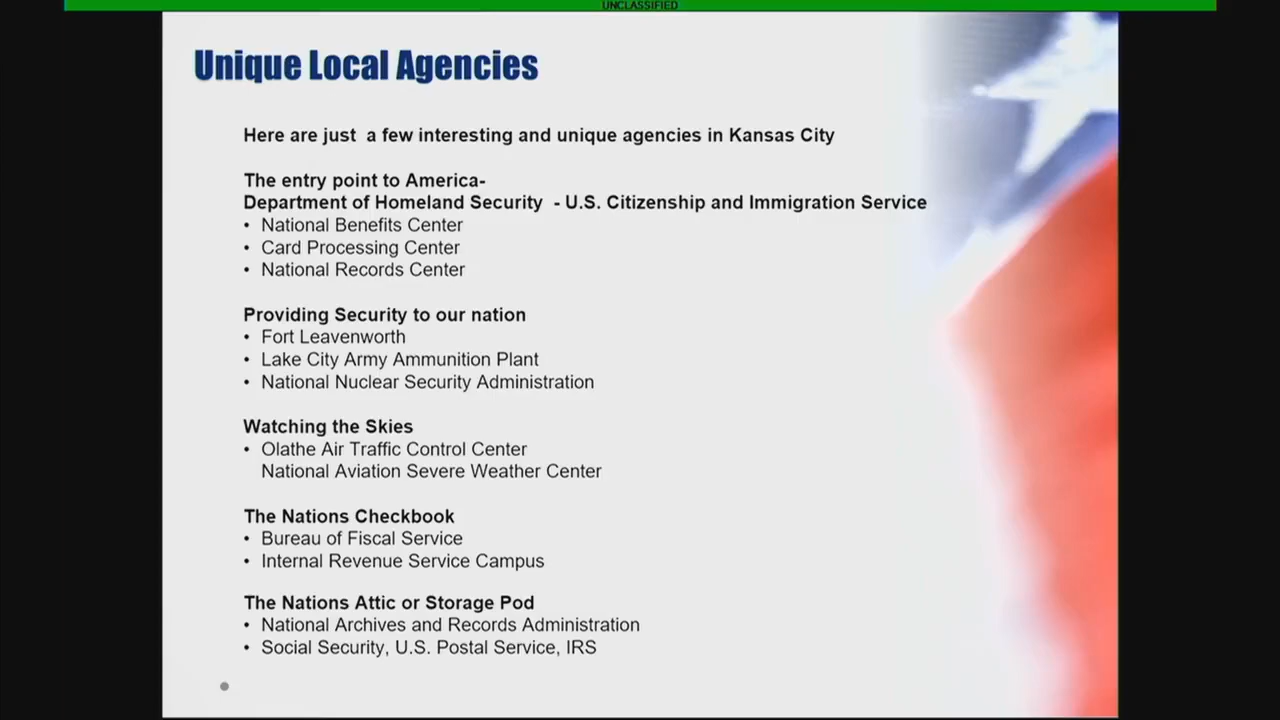 UNCLASSIFIED
Unique Local Agencies
Here are just a few interesting and unique agencies in Kansas City
The entry point to America-
Department of Homeland Security - U.S. Citizenship and Immigration Service
• National Benefits Center
• Card Processing Center
• National Records Center
Providing Security to our nation
• Fort Leavenworth
• Lake City Army Ammunition Plant
• National Nuclear Security Administration
Watching the Skies
• Olathe Air Traffic Control Center
National Aviation Severe Weather Center
The Nations Checkbook
• Bureau of Fiscal Service
• Internal Revenue Service Campus
The Nations Attic or Storage Pod
• National Archives and Records Administration
• Social Security, U.S. Postal Service, IRS